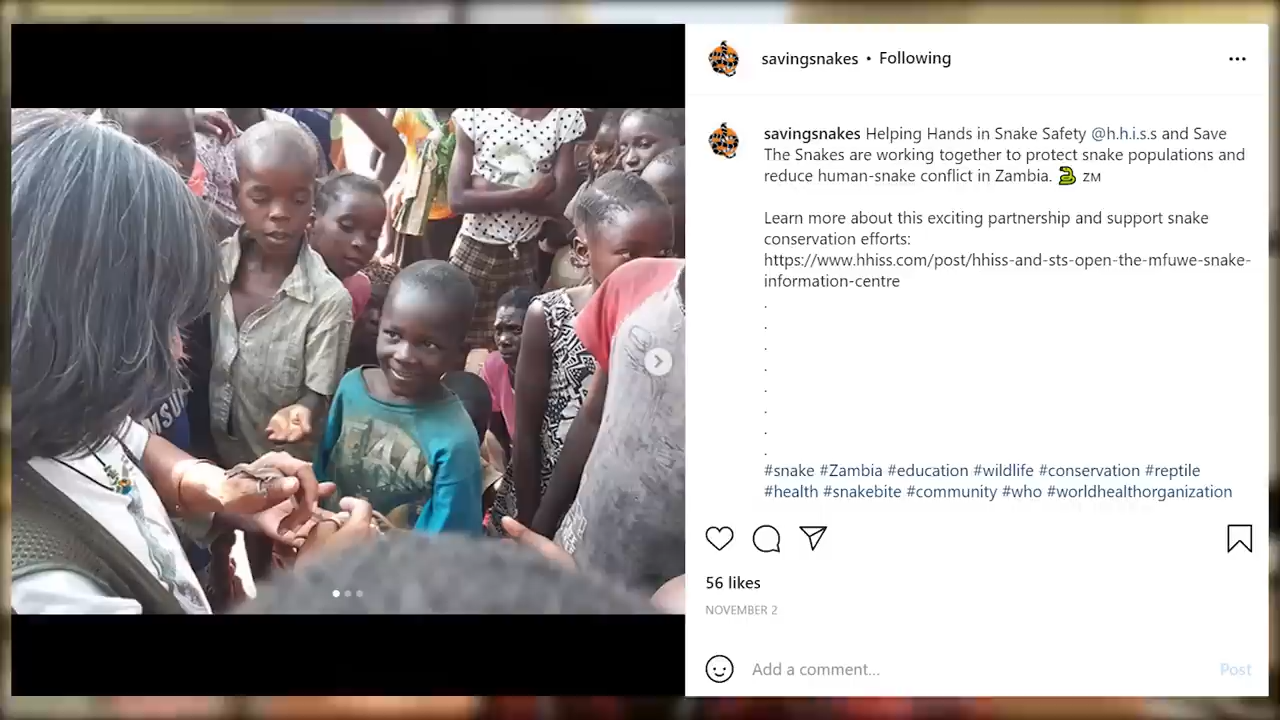 savingsnakes • Following
savingsnakes Helping Hands in Snake Safety @h.h.i.s.s and Save
The Snakes are working together to protect snake populations and
reduce human-snake conflict in Zambia. 🐍 ZM
Learn more about this exciting partnership and support snake
conservation efforts:
https://www.hhiss.com/post/hhiss-and-sts-open-the-mfuwe-snake-
information-centre
.
.
.
.
.
.
.
.
#snake #Zambia #education #wildlife #conservation #reptile
#health #snakebite #community #who #worldhealthorganization
56 likes
NOVEMBER 2
Add a comment...
Post